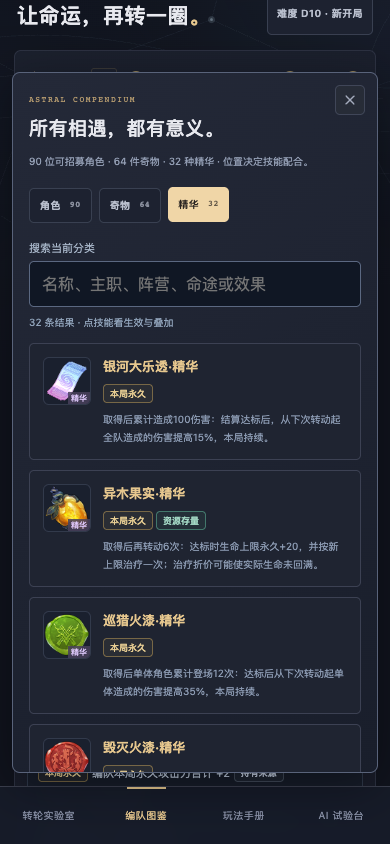 让命运，再转一圈。
难度 D10 · 新开局
ASTRAL COMPENDIUM
所有相遇，都有意义。
90 位可招募角色 · 64 件奇物 · 32 种精华 · 位置决定技能配合。
角色 90
奇物 64
精华 32
搜索当前分类
名称、主职、阵营、命途或效果
32 条结果 · 点技能看生效与叠加
精华
银河大乐透·精华
本局永久
取得后累计造成100伤害：结算达标后，从下次转动起
全队造成的伤害提高15%，本局持续。
精华
异木果实·精华
本局永久 资源存量
取得后再转动6次：达标时生命上限永久+20，并按新
上限治疗一次；治疗折价可能使实际生命未回满。
精华
巡猎火漆·精华
本局永久
取得后单体角色累计登场12次：达标后从下次转动起单
体造成的伤害提高35%，本局持续。
精华
毁灭火漆·精华
转轮实验室
编队图鉴
玩法手册
AI 试验台